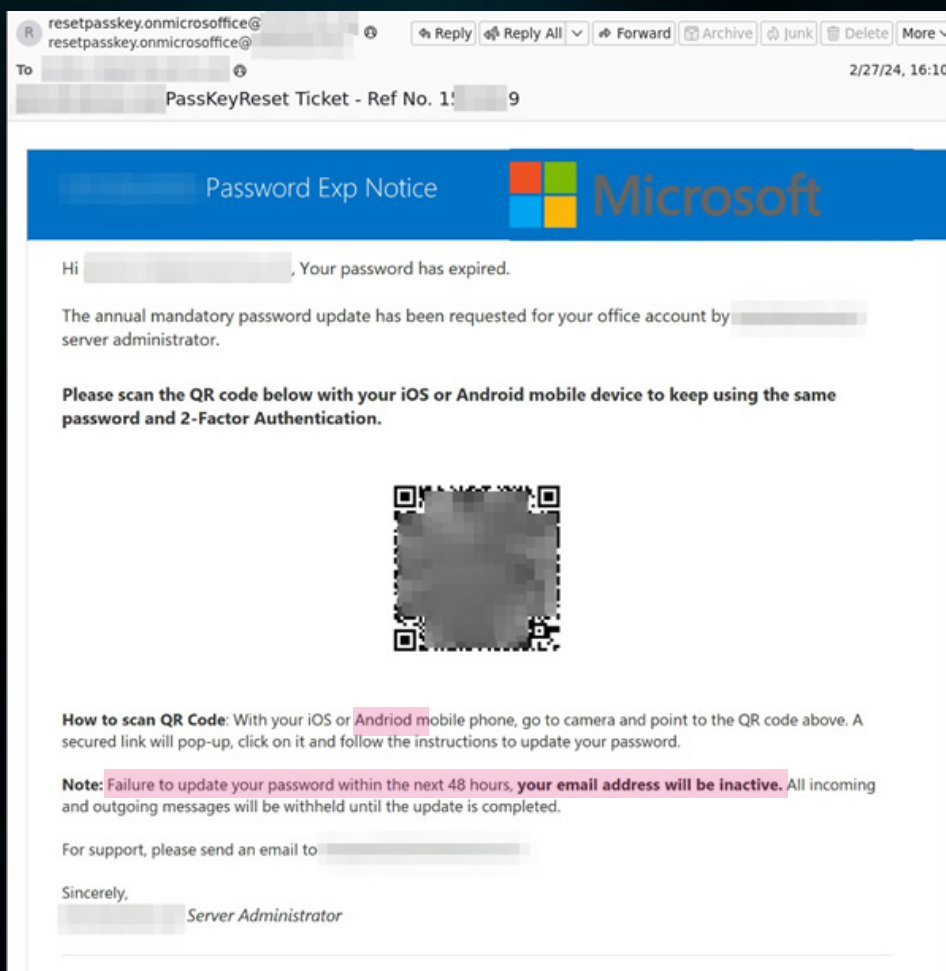 R
resetpasskey.onmicrosoffice@
resetpasskey.onmicrosoffice@
Reply Reply All Forward Archive Junk Delete More
To
2/27/24, 16:10
PassKeyReset Ticket - Ref No. 1 9
Password Exp Notice
Microsoft
Hi , Your password has expired.
The annual mandatory password update has been requested for your office account by
server administrator.
Please scan the QR code below with your iOS or Android mobile device to keep using the same
password and 2-Factor Authentication.
How to scan QR Code: With your iOS or Andriod mobile phone, go to camera and point to the QR code above. A
secured link will pop-up, click on it and follow the instructions to update your password.
Note: Failure to update your password within the next 48 hours, your email address will be inactive. All incoming
and outgoing messages will be withheld until the update is completed.
For support, please send an email to
Sincerely,
Server Administrator